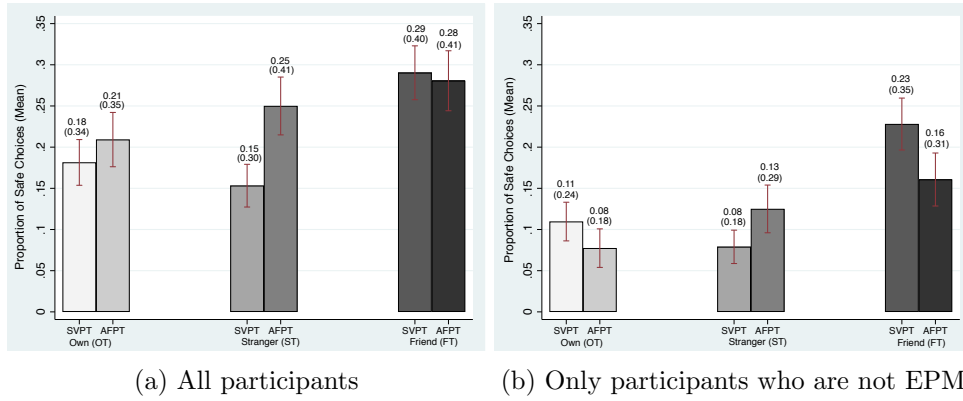 Proportion of Safe Choices (Mean)
.35
.3
.25
.2
.15
.1
.05
0
0.18
(0.34)
0.21
(0.35)
0.15
(0.30)
0.25
(0.41)
0.29
(0.40)
0.28
(0.41)
SVPT AFPT
Own (OT)
SVPT AFPT
Stranger (ST)
SVPT AFPT
Friend (FT)
(a) All participants
Proportion of Safe Choices (Mean)
.35
.3
.25
.2
.15
.1
.05
0
0.11
(0.24)
0.08
(0.18)
0.08
(0.18)
0.13
(0.29)
0.23
(0.35)
0.16
(0.31)
SVPT AFPT
Own (OT)
SVPT AFPT
Stranger (ST)
SVPT AFPT
Friend (FT)
(b) Only participants who are not EPM